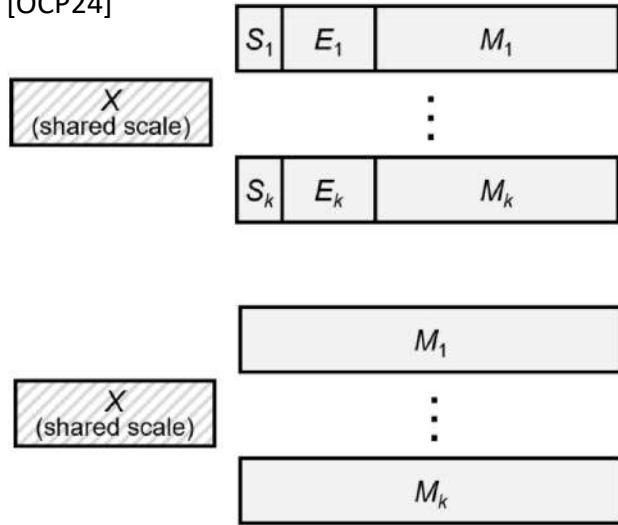 [OCP24]
S₁ E₁ M₁
X
(shared scale)
⋮
Sₖ Eₖ Mₖ
M₁
X
(shared scale)
⋮
Mₖ